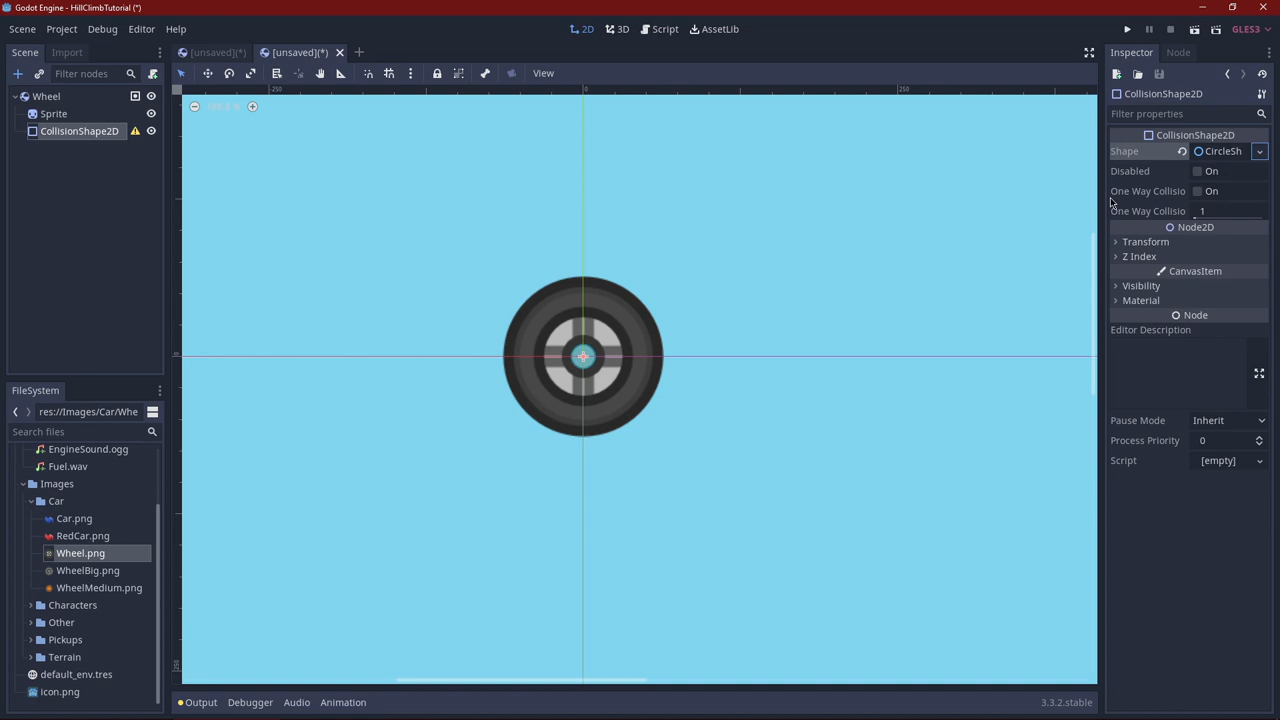 Godot Engine - HillClimbTutorial (*)
Scene Project Debug Editor Help
2D 3D Script AssetLib
GLES3
Scene Import
[unsaved](*) [unsaved](*)
Inspector Node
Filter nodes
View
CollisionShape2D
Filter properties
Wheel
Sprite
CollisionShape2D
-250 0 250
0
250
CollisionShape2D
Shape CircleSh
Disabled On
One Way Collisio On
One Way Collisio 1
Node2D
Transform
Z Index
CanvasItem
Visibility
Material
Node
Editor Description
Pause Mode Inherit
Process Priority 0
Script [empty]
FileSystem
res://Images/Car/Whe
Search files
EngineSound.ogg
Fuel.wav
Images
Car
Car.png
RedCar.png
Wheel.png
WheelBig.png
WheelMedium.png
Characters
Other
Pickups
Terrain
default_env.tres
icon.png
Output Debugger Audio Animation
3.3.2.stable